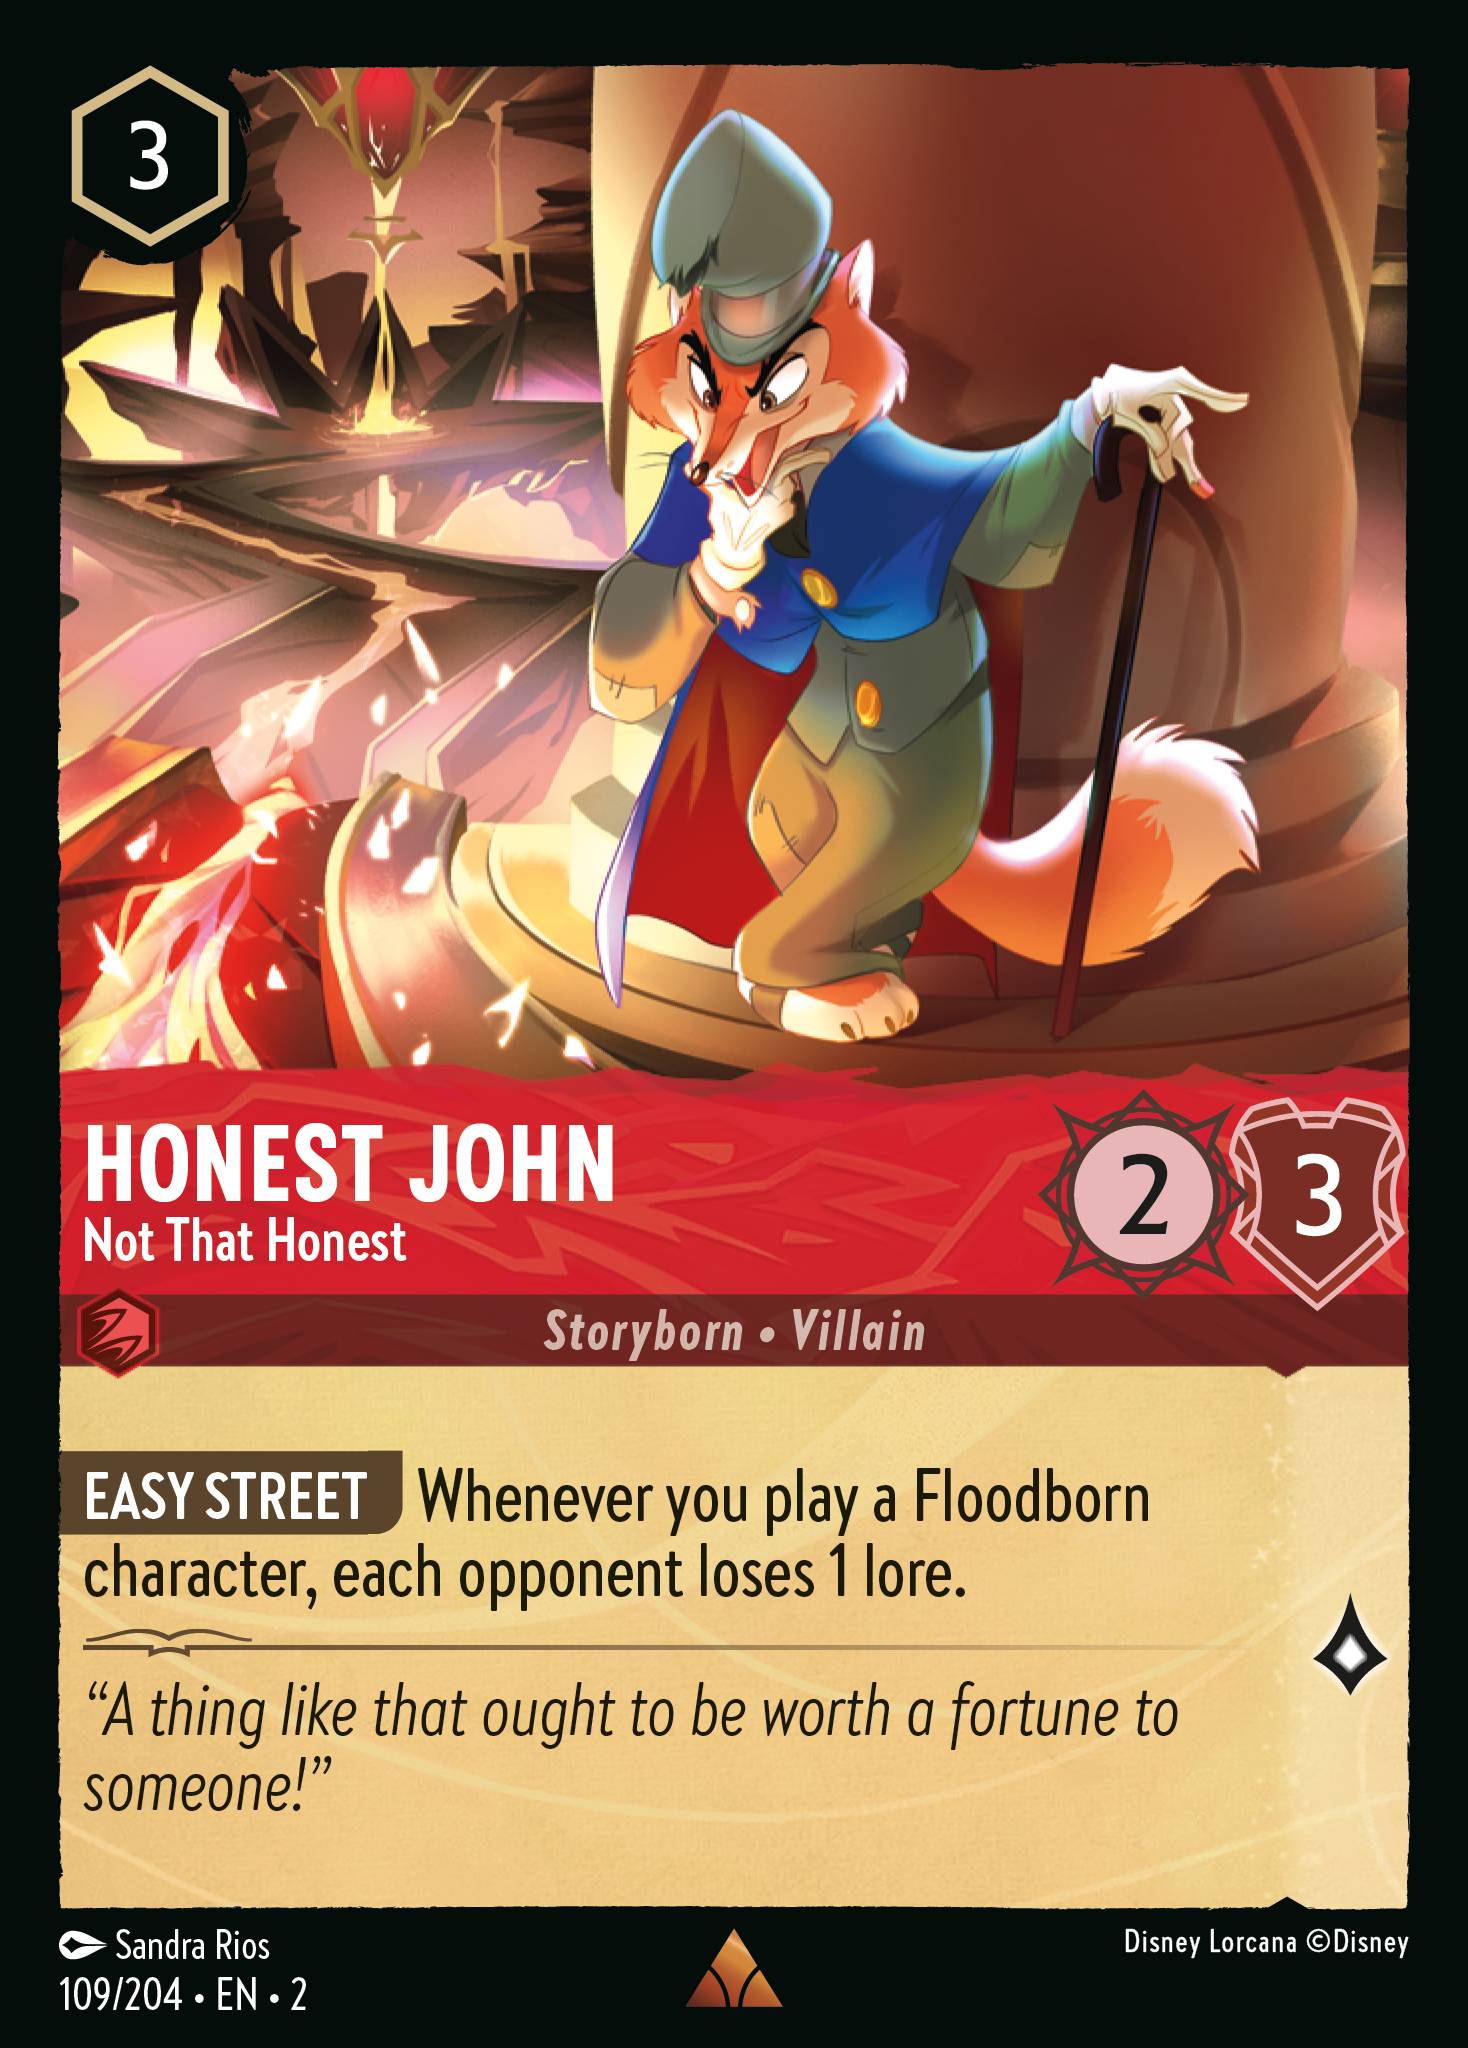 3
HONEST JOHN
Not That Honest
2
3
Storyborn • Villain
EASY STREET Whenever you play a Floodborn
character, each opponent loses 1 lore.
“A thing like that ought to be worth a fortune to
someone!”
Sandra Rios
Disney Lorcana ©Disney
109/204 • EN • 2